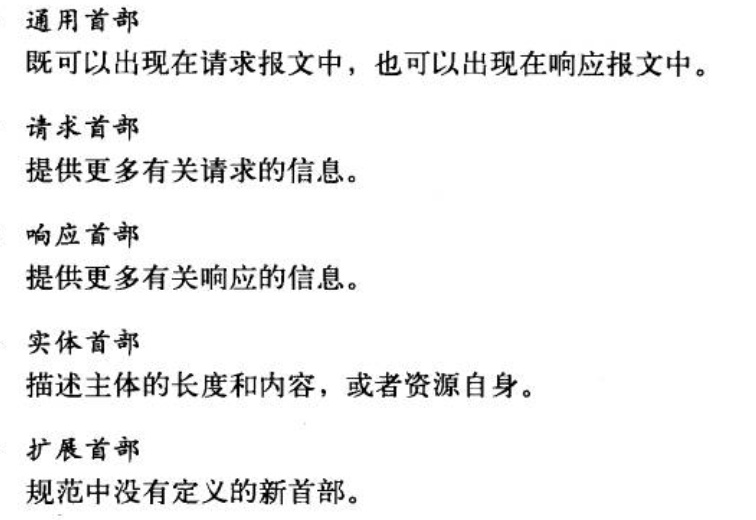 通用首部
既可以出现在请求报文中，也可以出现在响应报文中。
请求首部
提供更多有关请求的信息。
响应首部
提供更多有关响应的信息。
实体首部
描述主体的长度和内容，或者资源自身。
扩展首部
规范中没有定义的新首部。